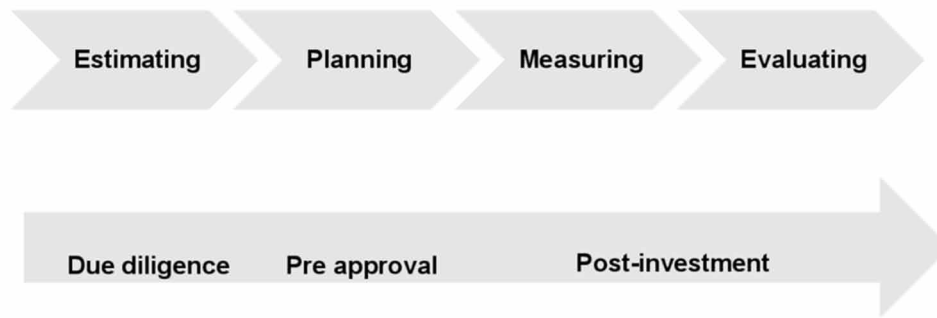 Estimating Planning Measuring Evaluating
Due diligence Pre approval Post-investment